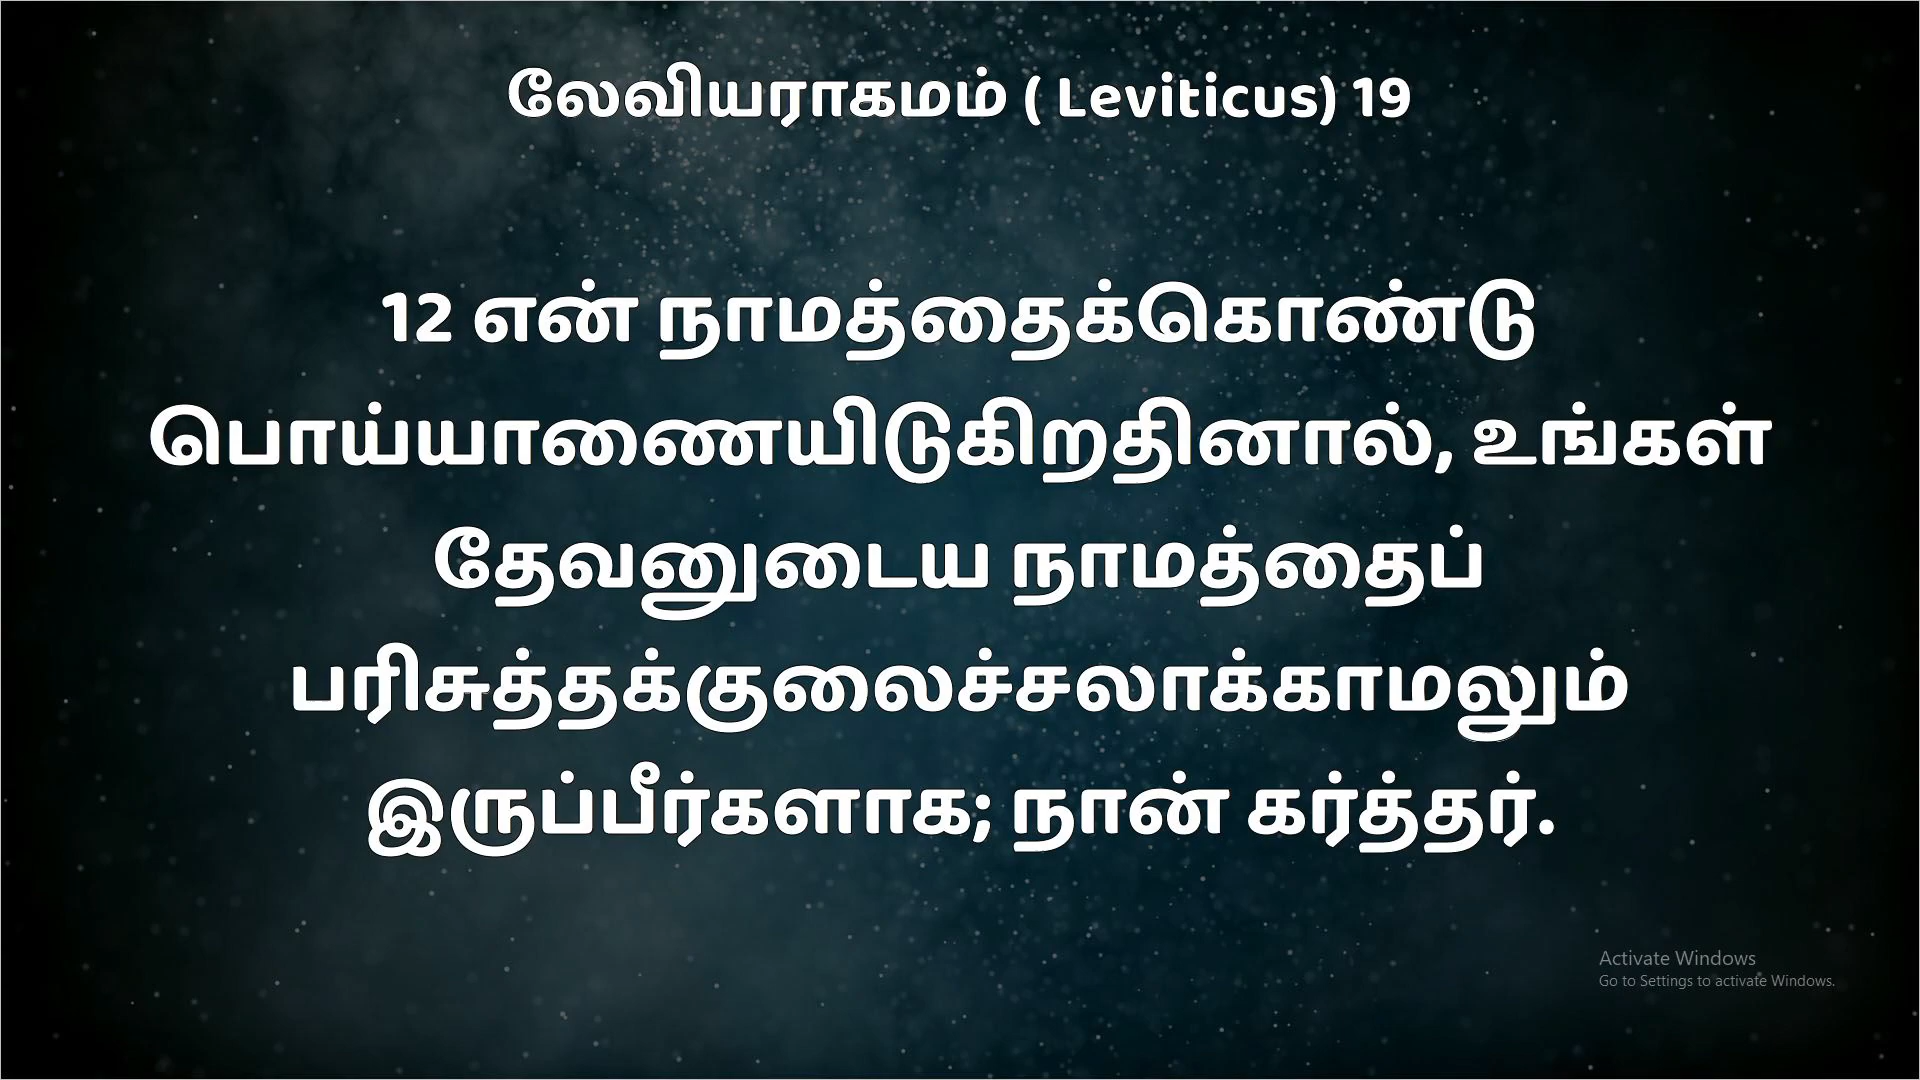 லேவியராகமம் ( Leviticus) 19
12 என் நாமத்தைக்கொண்டு
பொய்யாணையிடுகிறதினால், உங்கள்
தேவனுடைய நாமத்தைப்
பரிசுத்தக்குலைச்சலாக்காமலும்
இருப்பீர்களாக; நான் கர்த்தர்.
Activate Windows
Go to Settings to activate Windows.